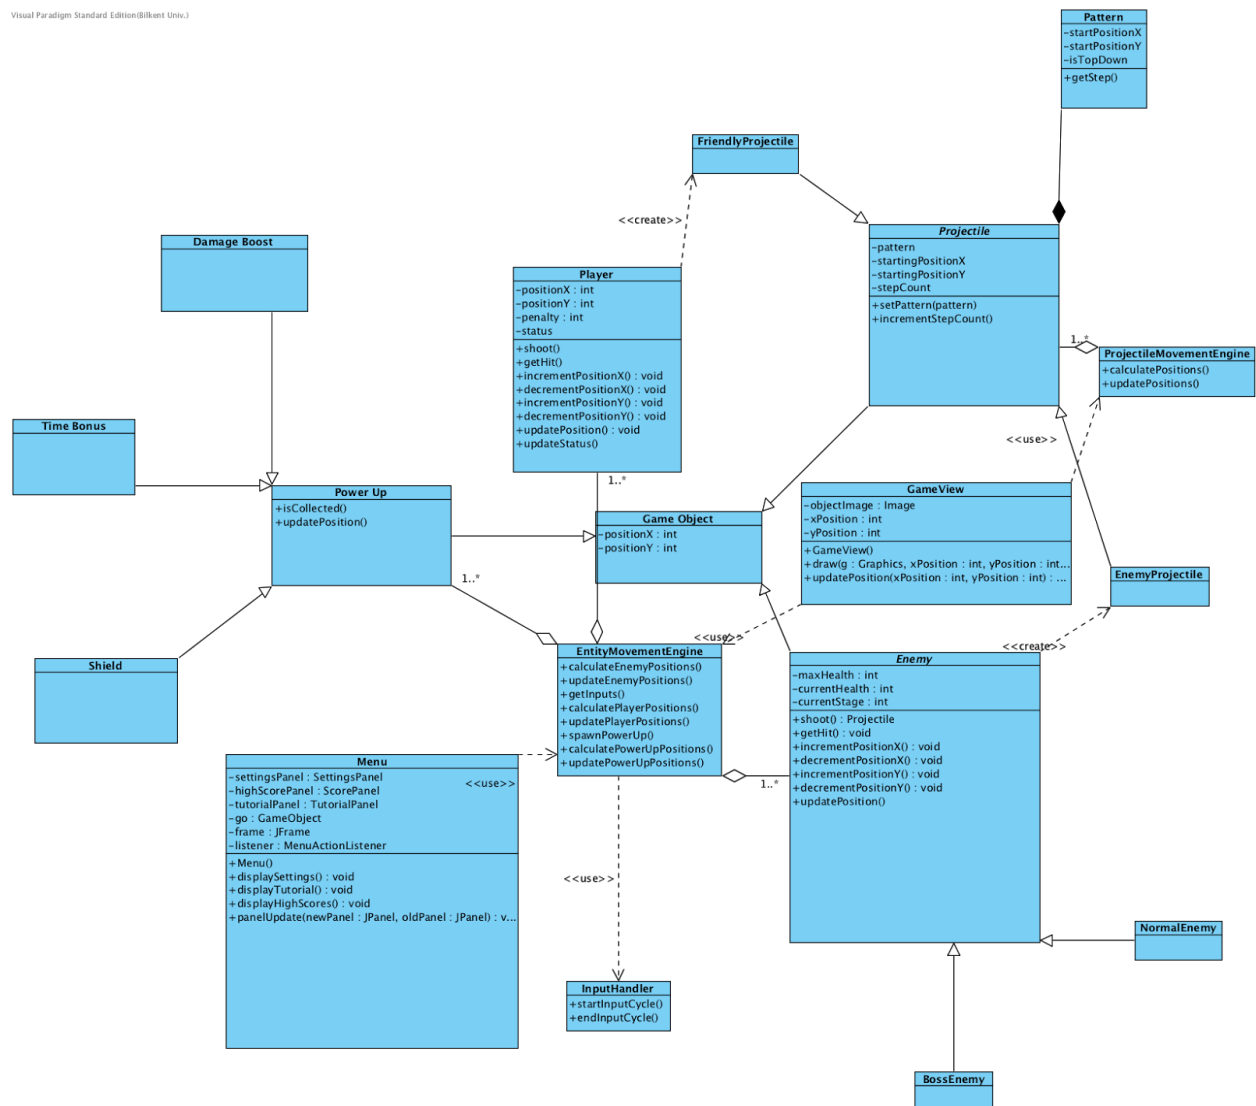 Visual Paradigm Standard Edition(Bilkent Univ.)
Pattern
-startPositionX
-startPositionY
-isTopDown
+getStep()
FriendlyProjectile
<<create>>
Projectile
-pattern
-startingPositionX
-startingPositionY
-stepCount
+setPattern(pattern)
+incrementStepCount()
Damage Boost
Player
-positionX : int
-positionY : int
-penalty : int
-status
+shoot()
+getHit()
+incrementPositionX() : void
+decrementPositionX() : void
+incrementPositionY() : void
+decrementPositionY() : void
+updatePosition() : void
+updateStatus()
1..*
1..*
ProjectileMovementEngine
+calculatePositions()
+updatePositions()
<<use>>
Time Bonus
Power Up
+isCollected()
+updatePosition()
1..*
Game Object
-positionX : int
-positionY : int
GameView
-objectImage : Image
-xPosition : int
-yPosition : int
+GameView()
+draw(g : Graphics, xPosition : int, yPosition : int...
+updatePosition(xPosition : int, yPosition : int) : ...
EnemyProjectile
<<use>>
<<create>>
Shield
EntityMovementEngine
+calculateEnemyPositions()
+updateEnemyPositions()
+getInputs()
+calculatePlayerPositions()
+updatePlayerPositions()
+spawnPowerUp()
+calculatePowerUpPositions()
+updatePowerUpPositions()
1..*
Enemy
-maxHealth : int
-currentHealth : int
-currentStage : int
+shoot() : Projectile
+getHit() : void
+incrementPositionX() : void
+decrementPositionX() : void
+incrementPositionY() : void
+decrementPositionY() : void
+updatePosition()
Menu
-settingsPanel : SettingsPanel
-highScorePanel : ScorePanel
-tutorialPanel : TutorialPanel
-go : GameObject
-frame : JFrame
-listener : MenuActionListener
+Menu()
+displaySettings() : void
+displayTutorial() : void
+displayHighScores() : void
+panelUpdate(newPanel : JPanel, oldPanel : JPanel) : v...
<<use>>
<<use>>
InputHandler
+startInputCycle()
+endInputCycle()
NormalEnemy
BossEnemy